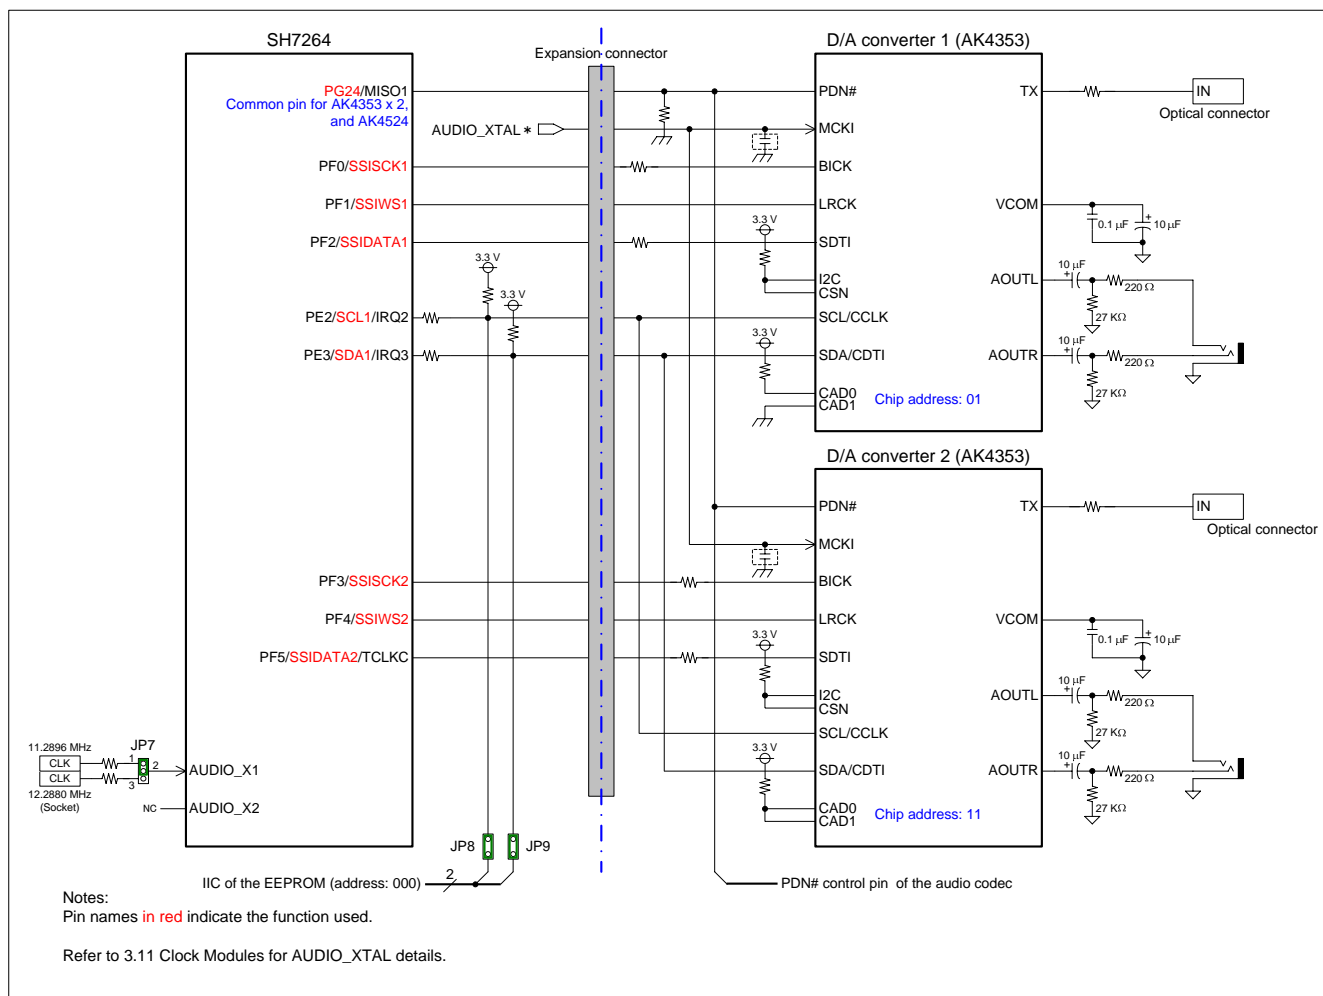 SH7264
Expansion connector
D/A converter 1 (AK4353)
PG24/MISO1
Common pin for AK4353 x 2,
and AK4524
AUDIO_XTAL *
PF0/SSISCK1
PF1/SSIWS1
PF2/SSIDATA1
3.3 V
3.3 V
PE2/SCL1/IRQ2
PE3/SDA1/IRQ3
3.3 V
3.3 V
PDN#
MCKI
BICK
LRCK
SDTI
I2C
CSN
SCL/CCLK
SDA/CDTI
CAD0
CAD1
Chip address: 01
TX
IN
Optical connector
VCOM
0.1 µF
10 µF
AOUTL
10 µF
220 Ω
27 KΩ
AOUTR
10 µF
220 Ω
27 KΩ
D/A converter 2 (AK4353)
PF3/SSISCK2
PF4/SSIWS2
PF5/SSIDATA2/TCLKC
3.3 V
3.3 V
PDN#
MCKI
BICK
LRCK
SDTI
I2C
CSN
SCL/CCLK
SDA/CDTI
CAD0
CAD1
Chip address: 11
TX
IN
Optical connector
VCOM
0.1 µF
10 µF
AOUTL
10 µF
220 Ω
27 KΩ
AOUTR
10 µF
220 Ω
27 KΩ
11.2896 MHz
CLK
CLK
12.2880 MHz
(Socket)
JP7
1
2
3
AUDIO_X1
NC
AUDIO_X2
JP8
JP9
IIC of the EEPROM (address: 000)
2
PDN# control pin of the audio codec
Notes:
Pin names in red indicate the function used.
Refer to 3.11 Clock Modules for AUDIO_XTAL details.